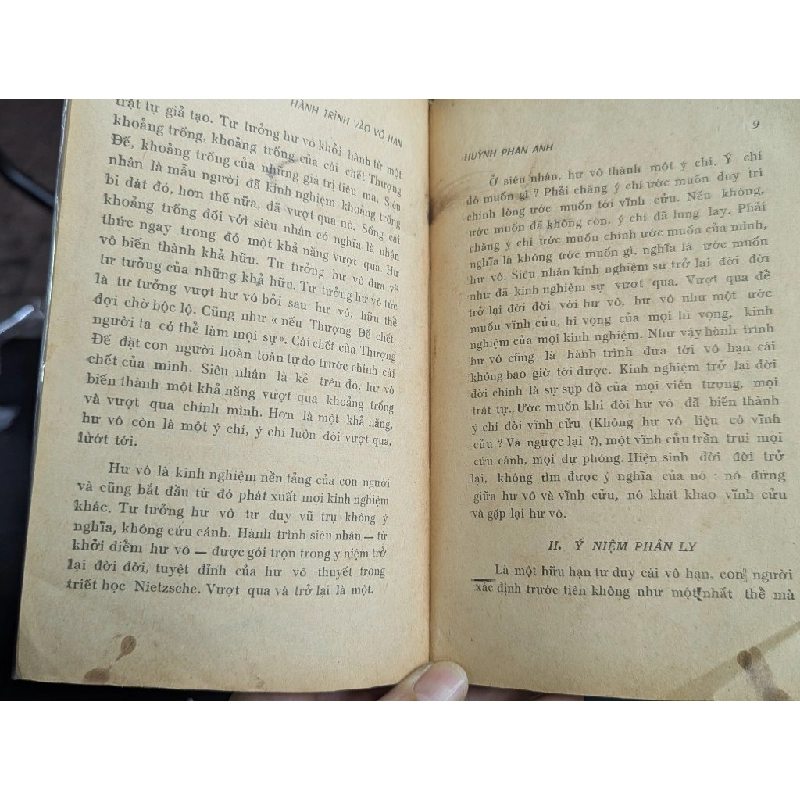 HÀNH TRÌNH VÀO VÔ HẠN
trật tự giả tạo. Tư tưởng hư vô khởi hành từ một
khoảng trống, khoảng trống của cái chết Thượng
Đế, khoảng trống của những giá trị tiêu ma. Siêu
nhân là mẫu người đã kinh nghiệm khoảng trống
bi đát đó, hơn thế nữa, đã vượt qua nó. Sống cái
khoảng trống đối với siêu nhân có nghĩa là nhận
thức ngay trong đó một khả năng vượt qua. Hư
vô biến thành khả hữu. Tư tưởng hư vô đưa về
tư tưởng của những khả hữu. Tư tưởng hư vô tức
là tư tưởng vượt hư vô bởi sau hư vô, hữu thể
đợi chờ bộc lộ. Cũng như « nếu Thượng Đế chết
người ta có thể làm mọi sự». Cái chết của Thượng
Đế đặt con người hoàn toàn tự do trước chính cái
chết của mình. Siêu nhân là kẻ trên đó, hư vô
biến thành một khả năng vượt qua khoảng trống
và vượt qua chính mình. Hơn là một khả năng,
hư vô còn là một ý chí, ý chí luôn đòi vượt qua,
lướt tới.
Hư vô là kinh nghiệm nền tảng của con người
và cũng bắt đầu từ đó phát xuất mọi kinh nghiệm
khác. Tư tưởng hư vô tư duy vũ trụ không ý
nghĩa, không cứu cánh. Hành trình siêu nhân — từ
khởi điểm hư vô — được gói trọn trong ý niệm trở
lại đời đời, tuyệt đỉnh của hư vô thuyết trong
triết học Nietzsche. Vượt qua và trở lại là một.
HUỲNH PHAN ANH
9
Ở siêu nhân, hư vô thành một ý chí. Ý chí
đó muốn gì ? Phải chăng ý chí ước muốn duy trì
chính lòng ước muốn tới vĩnh cửu. Nếu không,
ước muốn đã không còn, ý chí đã lung lay. Phải
chăng ý chí ước muốn chính ước muốn của mình,
nghĩa là không ước muốn gì, nghĩa là ước muốn
hư vô. Siêu nhân kinh nghiệm sự trở lại đời đời
như đã kinh nghiệm sự vượt qua. Vượt qua để
trở lại đời đời với hư vô, hư vô như một ước
muốn vĩnh cửu, hi vọng của mọi hi vọng, kinh
nghiệm của mọi kinh nghiệm. Như vậy hành trình
hư vô cũng là hành trình đưa tới vô hạn cái
không bao giờ tới được. Kinh nghiệm trở lại đời
đời chính là sự sụp đổ của mọi viễn tượng, mọi
trật tự. Ước muốn khi đòi hư vô đã biến thành
ý chí đòi vĩnh cửu (Không hư vô liệu có vĩnh
cửu ? Và ngược lại ?), một vĩnh cửu trần trụi mọi
cứu cánh, mọi dự phóng. Hiện sinh đời đời trở
lại, không tìm được ý nghĩa của nó : nó đứng
giữa hư vô và vĩnh cửu, nó khát khao vĩnh cửu
và gặp lại hư vô.
II. Ý NIỆM PHÂN LY
Là một hữu hạn tư duy cái vô hạn, con người
xác định trước tiên không như một nhất thể mà